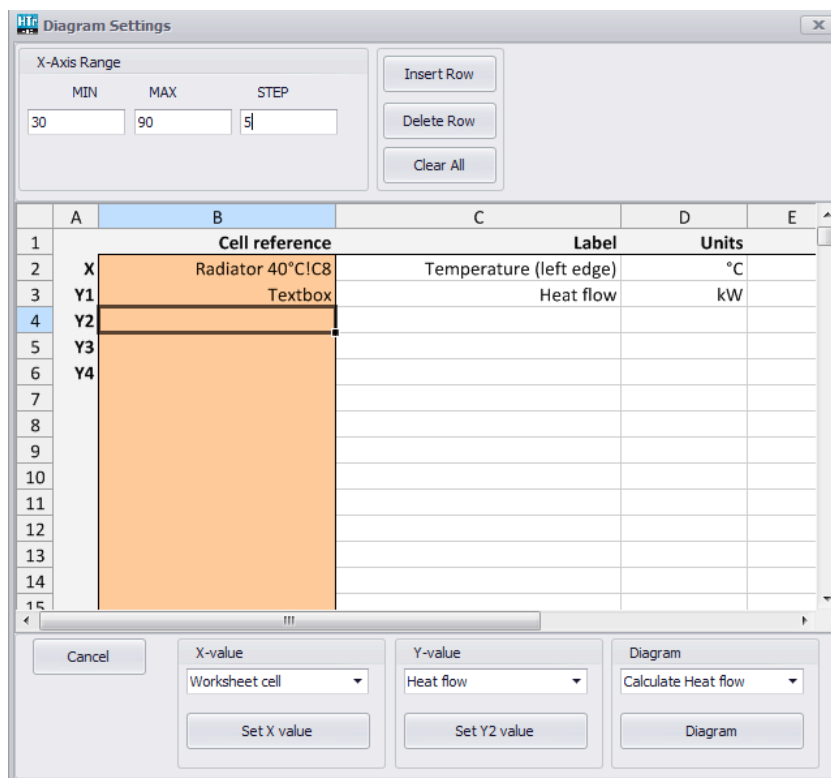 HTc Diagram Settings
X-Axis Range
MIN MAX STEP
30 90 5
Insert Row
Delete Row
Clear All
A B C D E
1 Cell reference Label Units
2 X Radiator 40°C!C8 Temperature (left edge) °C
3 Y1 Textbox Heat flow kW
4 Y2
5 Y3
6 Y4
7
8
9
10
11
12
13
14
15
Cancel
X-value
Worksheet cell
Set X value
Y-value
Heat flow
Set Y2 value
Diagram
Calculate Heat flow
Diagram